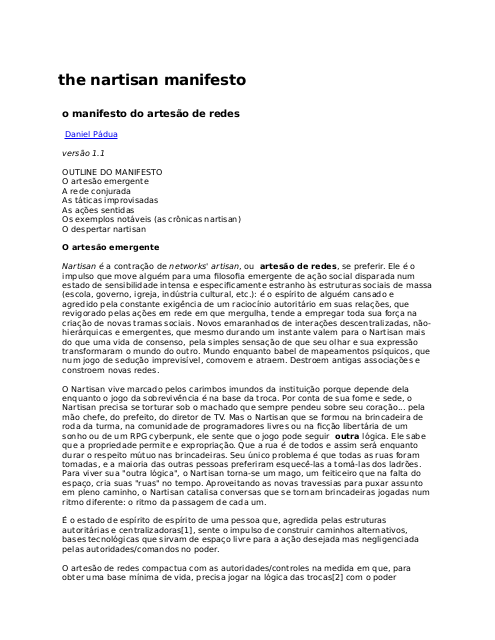 the nartisan manifesto
o manifesto do artesão de redes
Daniel Pádua
versão 1.1
OUTLINE DO MANIFESTO
O artesão emergente
A rede conjurada
As táticas improvisadas
As ações sentidas
Os exemplos notáveis (as crônicas nartisan)
O despertar nartisan
O artesão emergente
Nartisan é a contração de networks' artisan, ou artesão de redes, se preferir. Ele é o
impulso que move alguém para uma filosofia emergente de ação social disparada num
estado de sensibilidade intensa e especificamente estranho às estruturas sociais de massa
(escola, governo, igreja, indústria cultural, etc.): é o espírito de alguém cansado e
agredido pela constante exigência de um raciocínio autoritário em suas relações, que
revigorado pelas ações em rede em que mergulha, tende a empregar toda sua força na
criação de novas tramas sociais. Novos emaranhados de interações descentralizadas, não-
hierárquicas e emergentes, que mesmo durando um instante valem para o Nartisan mais
do que uma vida de consenso, pela simples sensação de que seu olhar e sua expressão
transformaram o mundo do outro. Mundo enquanto babel de mapeamentos psíquicos, que
num jogo de sedução imprevisível, comovem e atraem. Destroem antigas associações e
constroem novas redes.
O Nartisan vive marcado pelos carimbos imundos da instituição porque depende dela
enquanto o jogo da sobrevivência é na base da troca. Por conta de sua fome e sede, o
Nartisan precisa se torturar sob o machado que sempre pendeu sobre seu coração... pela
mão chefe, do prefeito, do diretor de TV. Mas o Nartisan que se formou na brincadeira de
roda da turma, na comunidade de programadores livres ou na ficção libertária de um
sonho ou de um RPG cyberpunk, ele sente que o jogo pode seguir outra lógica. Ele sabe
que a propriedade permite e expropriação. Que a rua é de todos e assim será enquanto
durar o respeito mútuo nas brincadeiras. Seu único problema é que todas as ruas foram
tomadas, e a maioria das outras pessoas preferiram esquecê-las a tomá-las dos ladrões.
Para viver sua "outra lógica", o Nartisan torna-se um mago, um feiticeiro que na falta do
espaço, cria suas "ruas" no tempo. Aproveitando as novas travessias para puxar assunto
em pleno caminho, o Nartisan catalisa conversas que se tornam brincadeiras jogadas num
ritmo diferente: o ritmo da passagem de cada um.
É o estado de espírito de espírito de uma pessoa que, agredida pelas estruturas
autoritárias e centralizadoras[1], sente o impulso de construir caminhos alternativos,
bases tecnológicas que sirvam de espaço livre para a ação desejada mas negligenciada
pelas autoridades/comandos no poder.
O artesão de redes compactua com as autoridades/controles na medida em que, para
obter uma base mínima de vida, precisa jogar na lógica das trocas[2] com o poder